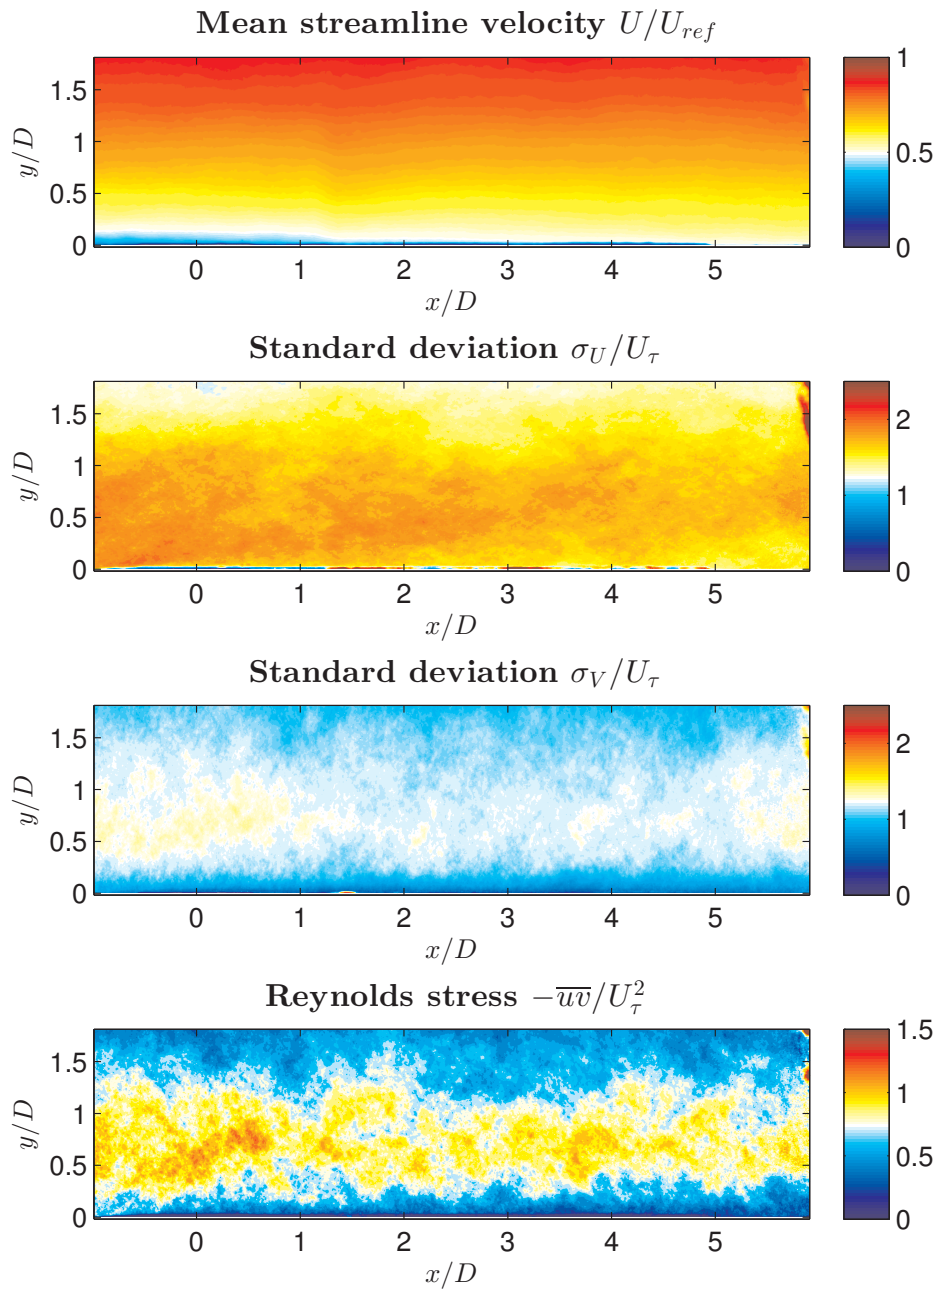 Mean streamline velocity U/U_ref
1.5
1
0.5
0
y/D
0 1 2 3 4 5
x/D
1
0.5
0
Standard deviation σ_U/U_τ
1.5
1
0.5
0
y/D
0 1 2 3 4 5
x/D
2
1
0
Standard deviation σ_V/U_τ
1.5
1
0.5
0
y/D
0 1 2 3 4 5
x/D
2
1
0
Reynolds stress −u̅v̅/U_τ²
1.5
1
0.5
0
y/D
0 1 2 3 4 5
x/D
1.5
1
0.5
0